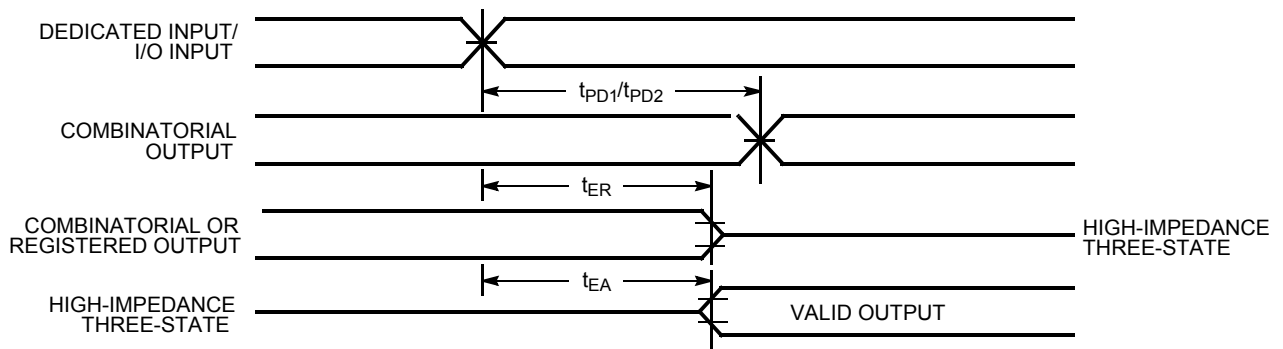 DEDICATED INPUT/
I/O INPUT
tPD1/tPD2
COMBINATORIAL
OUTPUT
tER
COMBINATORIAL OR
REGISTERED OUTPUT
HIGH-IMPEDANCE
THREE-STATE
tEA
HIGH-IMPEDANCE
THREE-STATE
VALID OUTPUT